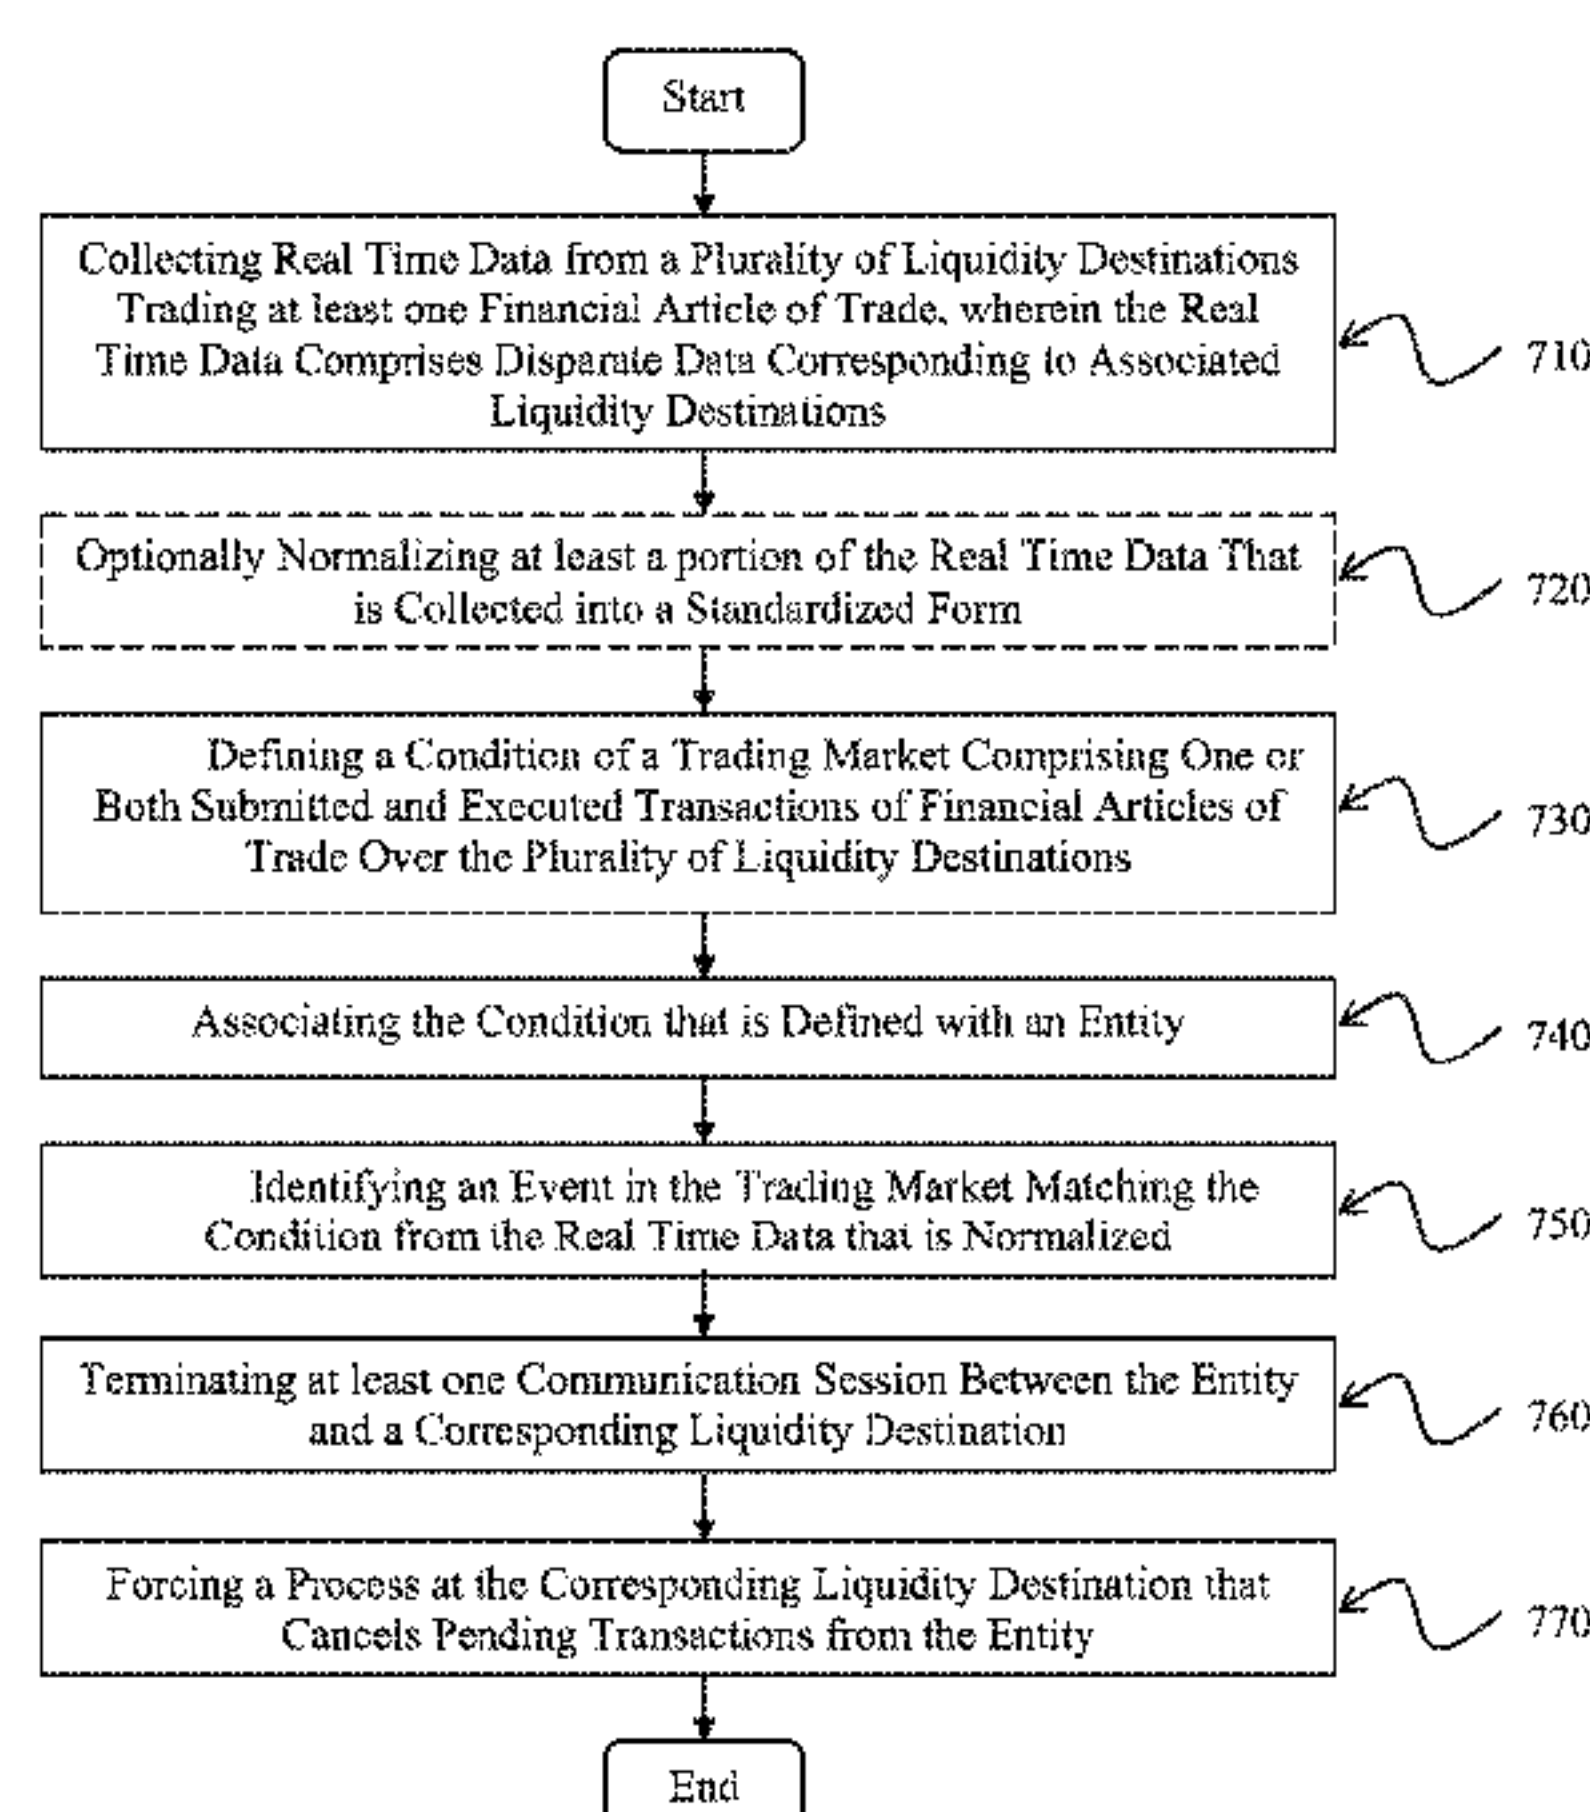 Start
Collecting Real Time Data from a Plurality of Liquidity Destinations
Trading at least one Financial Article of Trade, wherein the Real
Time Data Comprises Disparate Data Corresponding to Associated
Liquidity Destinations
710
Optionally Normalizing at least a portion of the Real Time Data That
is Collected into a Standardized Form
720
Defining a Condition of a Trading Market Comprising One or
Both Submitted and Executed Transactions of Financial Articles of
Trade Over the Plurality of Liquidity Destinations
730
Associating the Condition that is Defined with an Entity
740
Identifying an Event in the Trading Market Matching the
Condition from the Real Time Data that is Normalized
750
Terminating at least one Communication Session Between the Entity
and a Corresponding Liquidity Destination
760
Forcing a Process at the Corresponding Liquidity Destination that
Cancels Pending Transactions from the Entity
770
End